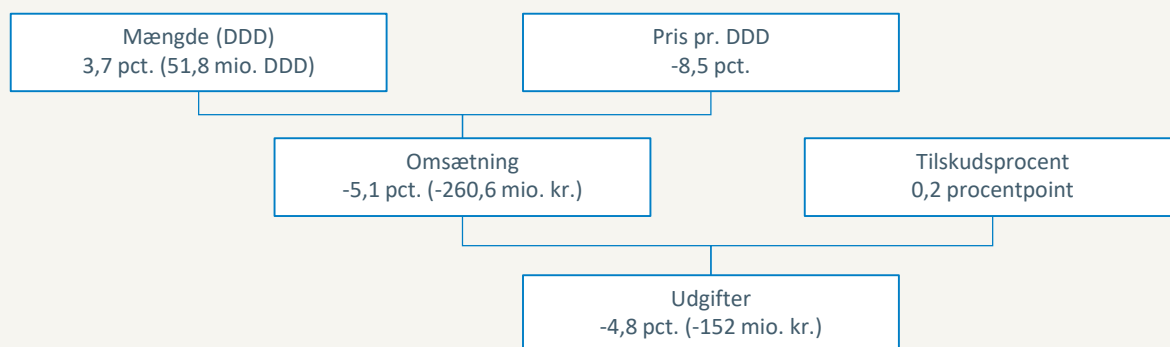 Mængde (DDD)
3,7 pct. (51,8 mio. DDD)
Pris pr. DDD
-8,5 pct.
Omsætning
-5,1 pct. (-260,6 mio. kr.)
Tilskudsprocent
0,2 procentpoint
Udgifter
-4,8 pct. (-152 mio. kr.)